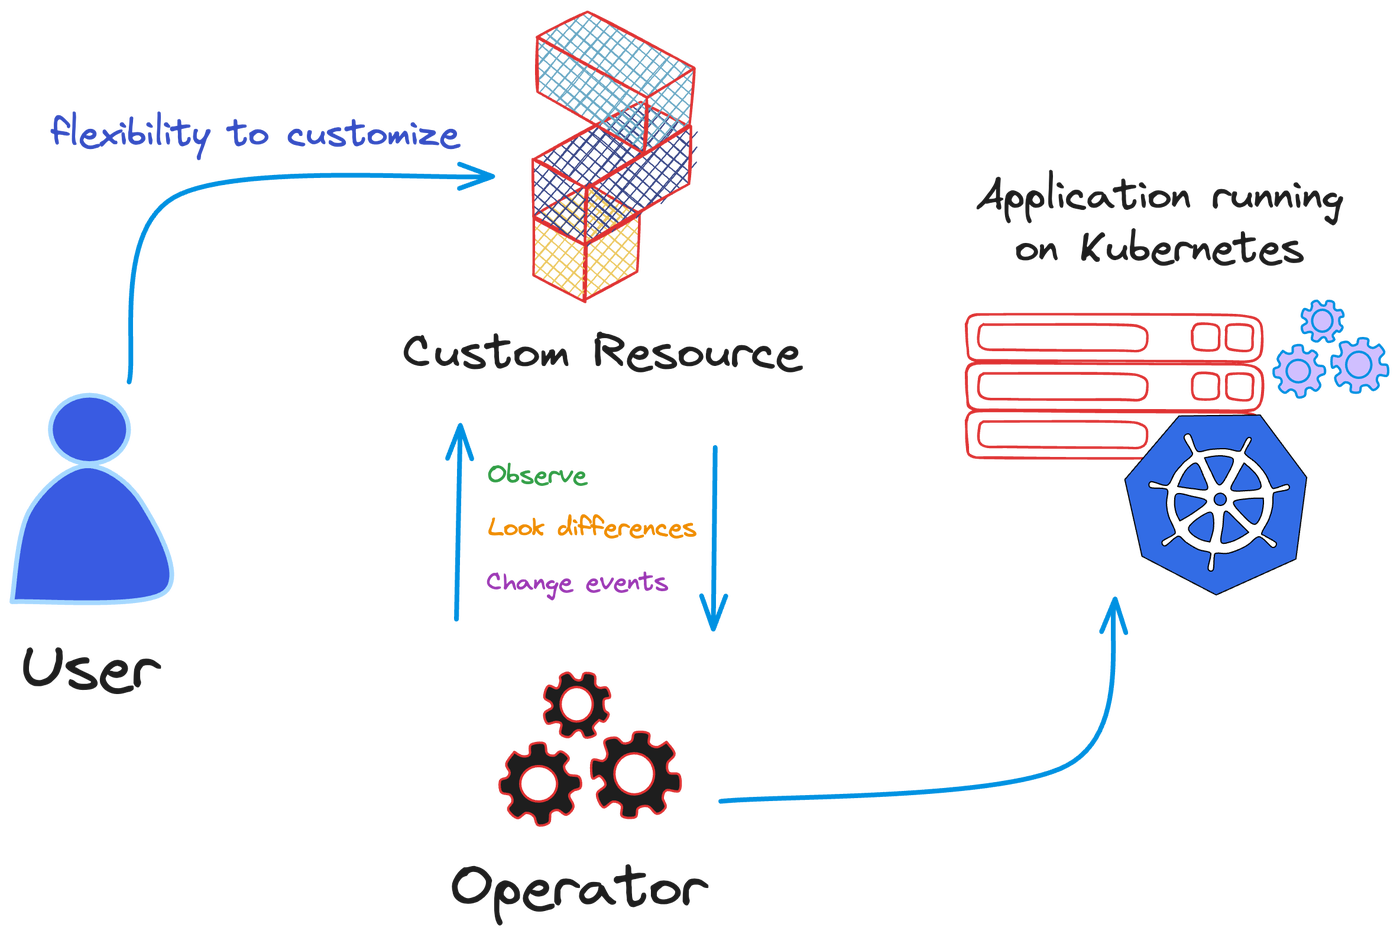 flexibility to customize
Application running
on Kubernetes
Custom Resource
Observe
Look differences
Change events
User
Operator